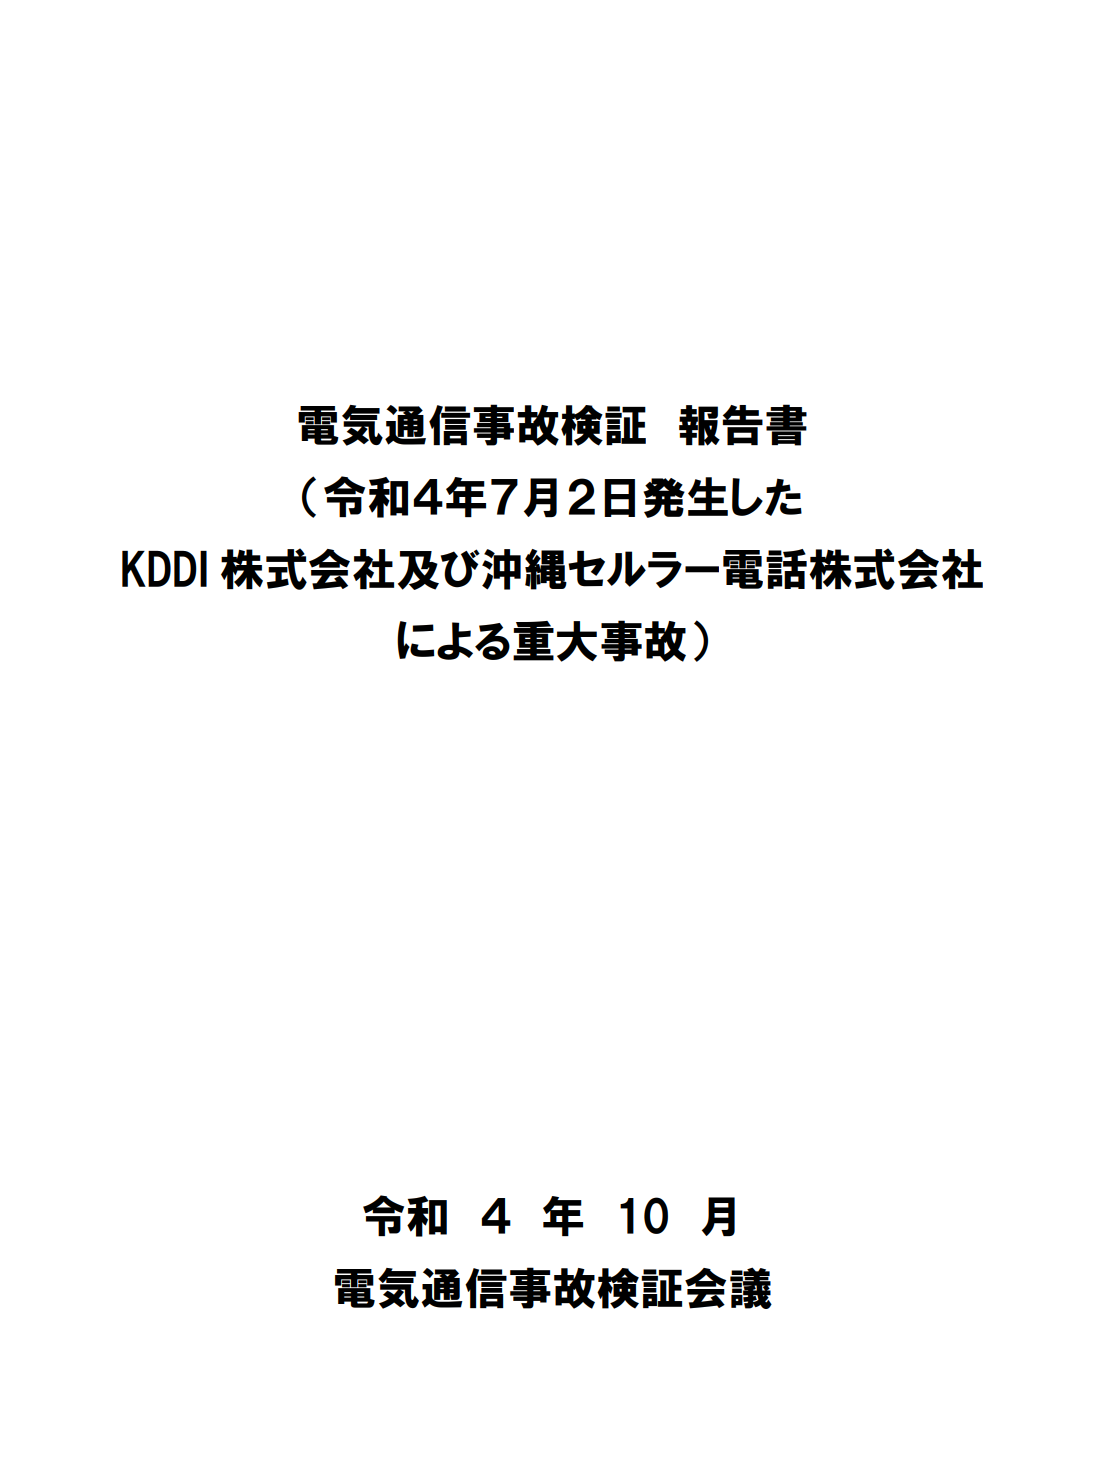 電気通信事故検証　報告書
（令和４年７月２日発生した
KDDI 株式会社及び沖縄セルラー電話株式会社
による重大事故）
令和　４　年　10　月
電気通信事故検証会議